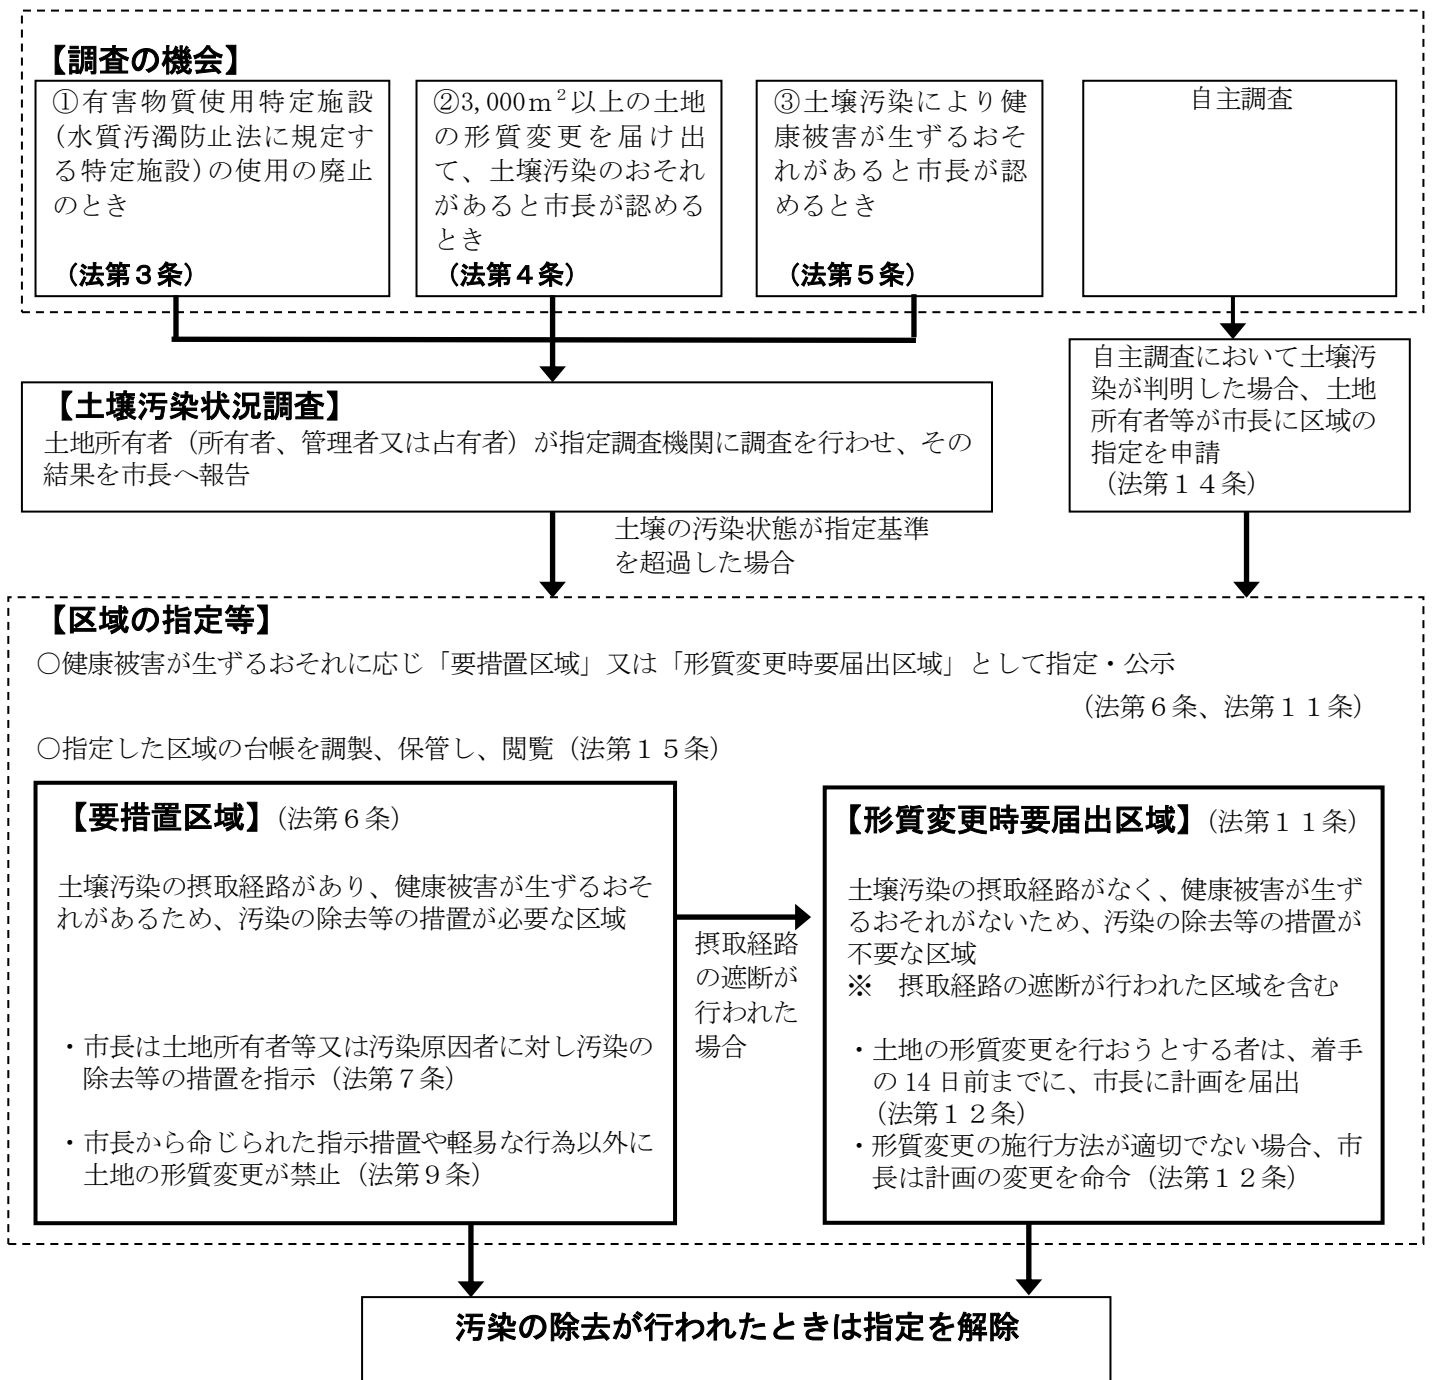 【調査の機会】
①有害物質使用特定施設
(水質汚濁防止法に規定す
る特定施設)の使用の廃止
のとき
（法第３条）
②3,000ｍ²以上の土地
の形質変更を届け出
て、土壌汚染のおそれ
があると市長が認める
とき
（法第４条）
③土壌汚染により健
康被害が生ずるおそ
れがあると市長が認
めるとき
（法第５条）
自主調査
自主調査において土壌汚
染が判明した場合、土地
所有者等が市長に区域の
指定を申請
（法第１４条）
【土壌汚染状況調査】
土地所有者（所有者、管理者又は占有者）が指定調査機関に調査を行わせ、その
結果を市長へ報告
土壌の汚染状態が指定基準
を超過した場合
【区域の指定等】
○健康被害が生ずるおそれに応じ「要措置区域」又は「形質変更時要届出区域」として指定・公示
（法第６条、法第１１条）
○指定した区域の台帳を調製、保管し、閲覧（法第１５条）
【要措置区域】（法第６条）
土壌汚染の摂取経路があり、健康被害が生ずるおそ
れがあるため、汚染の除去等の措置が必要な区域
・市長は土地所有者等又は汚染原因者に対し汚染の
除去等の措置を指示（法第７条）
・市長から命じられた指示措置や軽易な行為以外に
土地の形質変更が禁止（法第９条）
摂取経路
の遮断が
行われた
場合
【形質変更時要届出区域】（法第１１条）
土壌汚染の摂取経路がなく、健康被害が生ず
るおそれがないため、汚染の除去等の措置が
不要な区域
※　摂取経路の遮断が行われた区域を含む
・土地の形質変更を行おうとする者は、着手
の 14 日前までに、市長に計画を届出
（法第１２条）
・形質変更の施行方法が適切でない場合、市
長は計画の変更を命令（法第１２条）
汚染の除去が行われたときは指定を解除